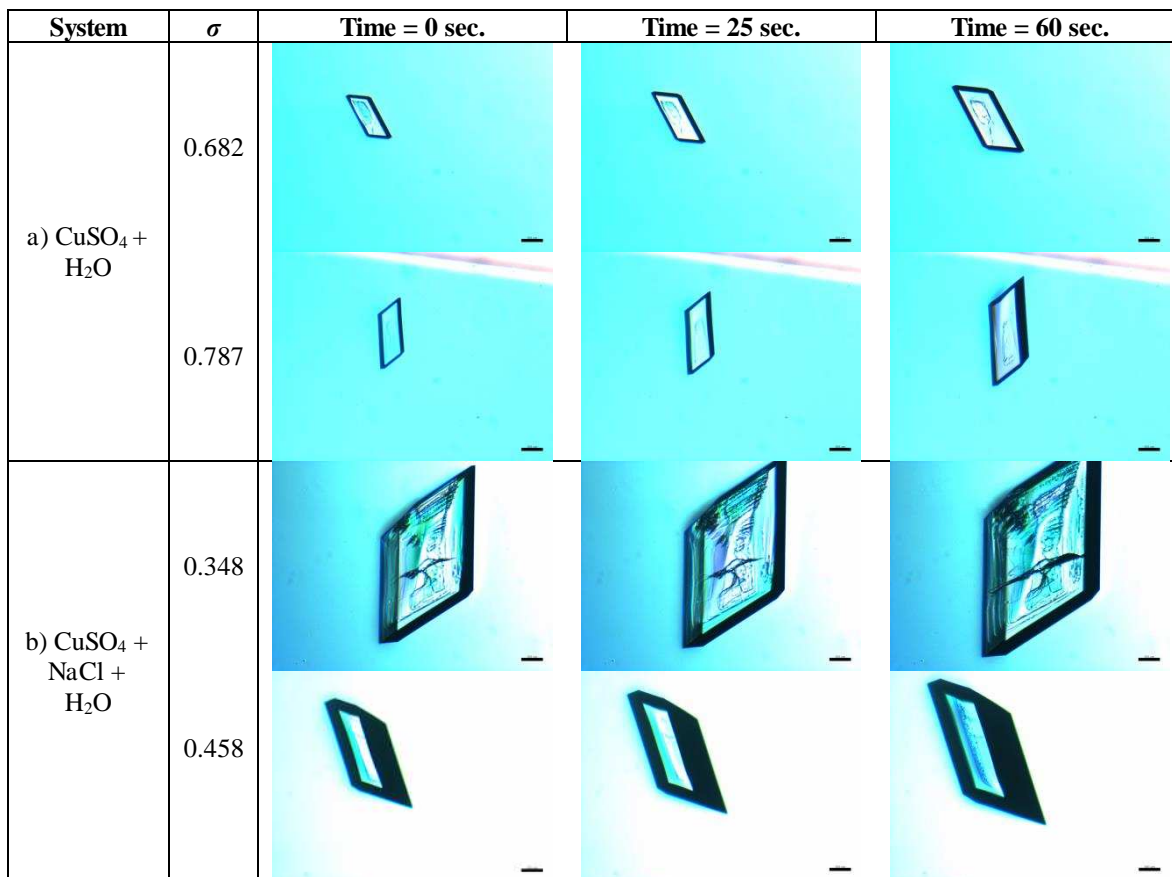 System σ Time = 0 sec. Time = 25 sec. Time = 60 sec.
a) CuSO₄ +
H₂O
0.682
0.787
b) CuSO₄ +
NaCl +
H₂O
0.348
0.458